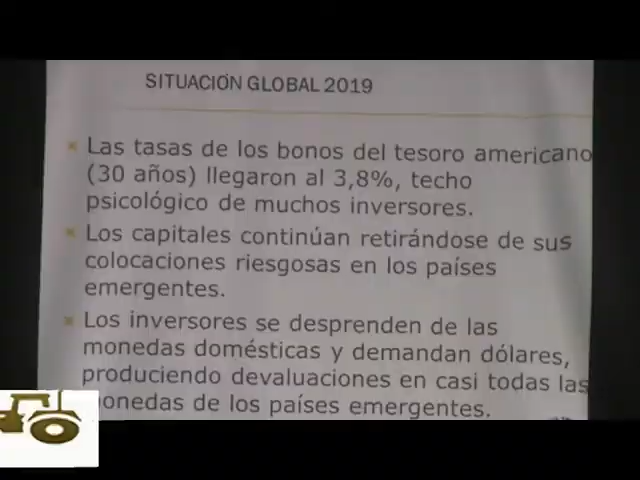 SITUACIÓN GLOBAL 2019
Las tasas de los bonos del tesoro americano
(30 años) llegaron al 3,8%, techo
psicológico de muchos inversores.
Los capitales continúan retirándose de sus
colocaciones riesgosas en los países
emergentes.
Los inversores se desprenden de las
monedas domésticas y demandan dólares,
produciendo devaluaciones en casi todas las
monedas de los países emergentes.